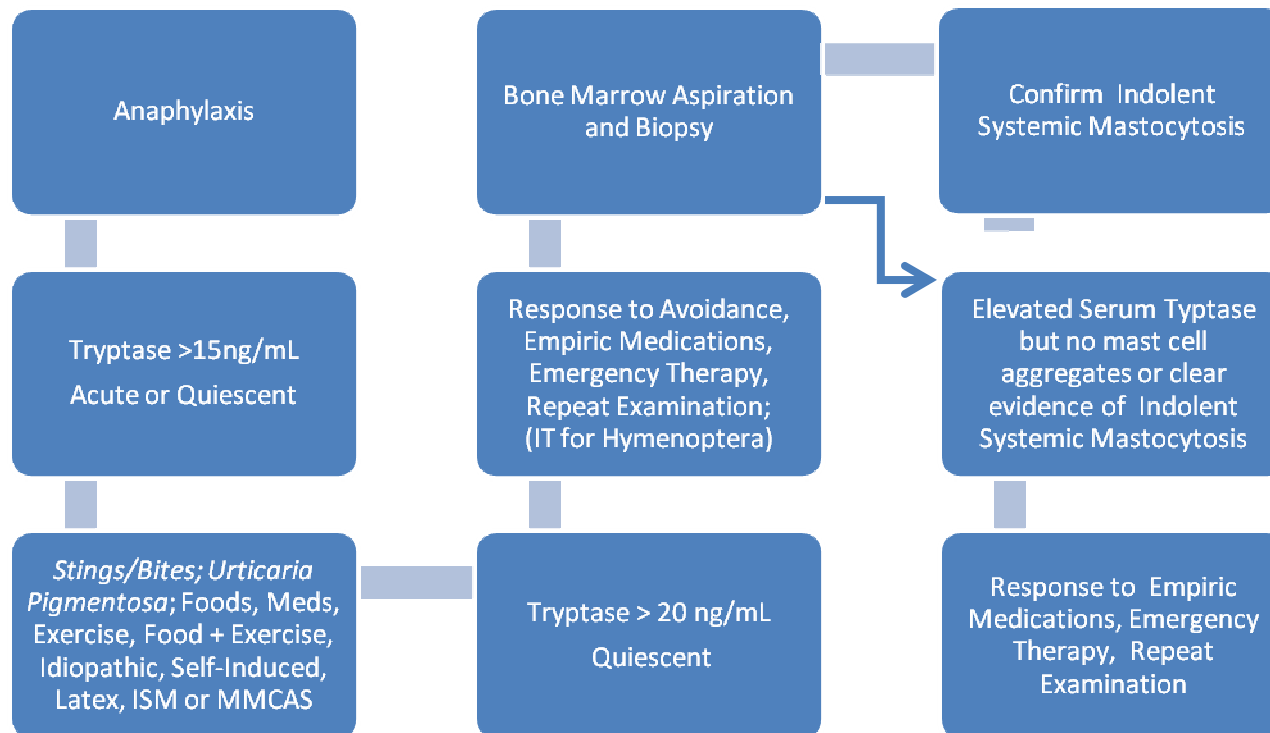 Anaphylaxis
Tryptase >15ng/mL
Acute or Quiescent
Stings/Bites; Urticaria
Pigmentosa; Foods, Meds,
Exercise, Food + Exercise,
Idiopathic, Self-Induced,
Latex, ISM or MMCAS
Tryptase > 20 ng/mL
Quiescent
Response to Avoidance,
Empiric Medications,
Emergency Therapy,
Repeat Examination;
(IT for Hymenoptera)
Bone Marrow Aspiration
and Biopsy
Confirm Indolent
Systemic Mastocytosis
Elevated Serum Typtase
but no mast cell
aggregates or clear
evidence of Indolent
Systemic Mastocytosis
Response to Empiric
Medications, Emergency
Therapy, Repeat
Examination